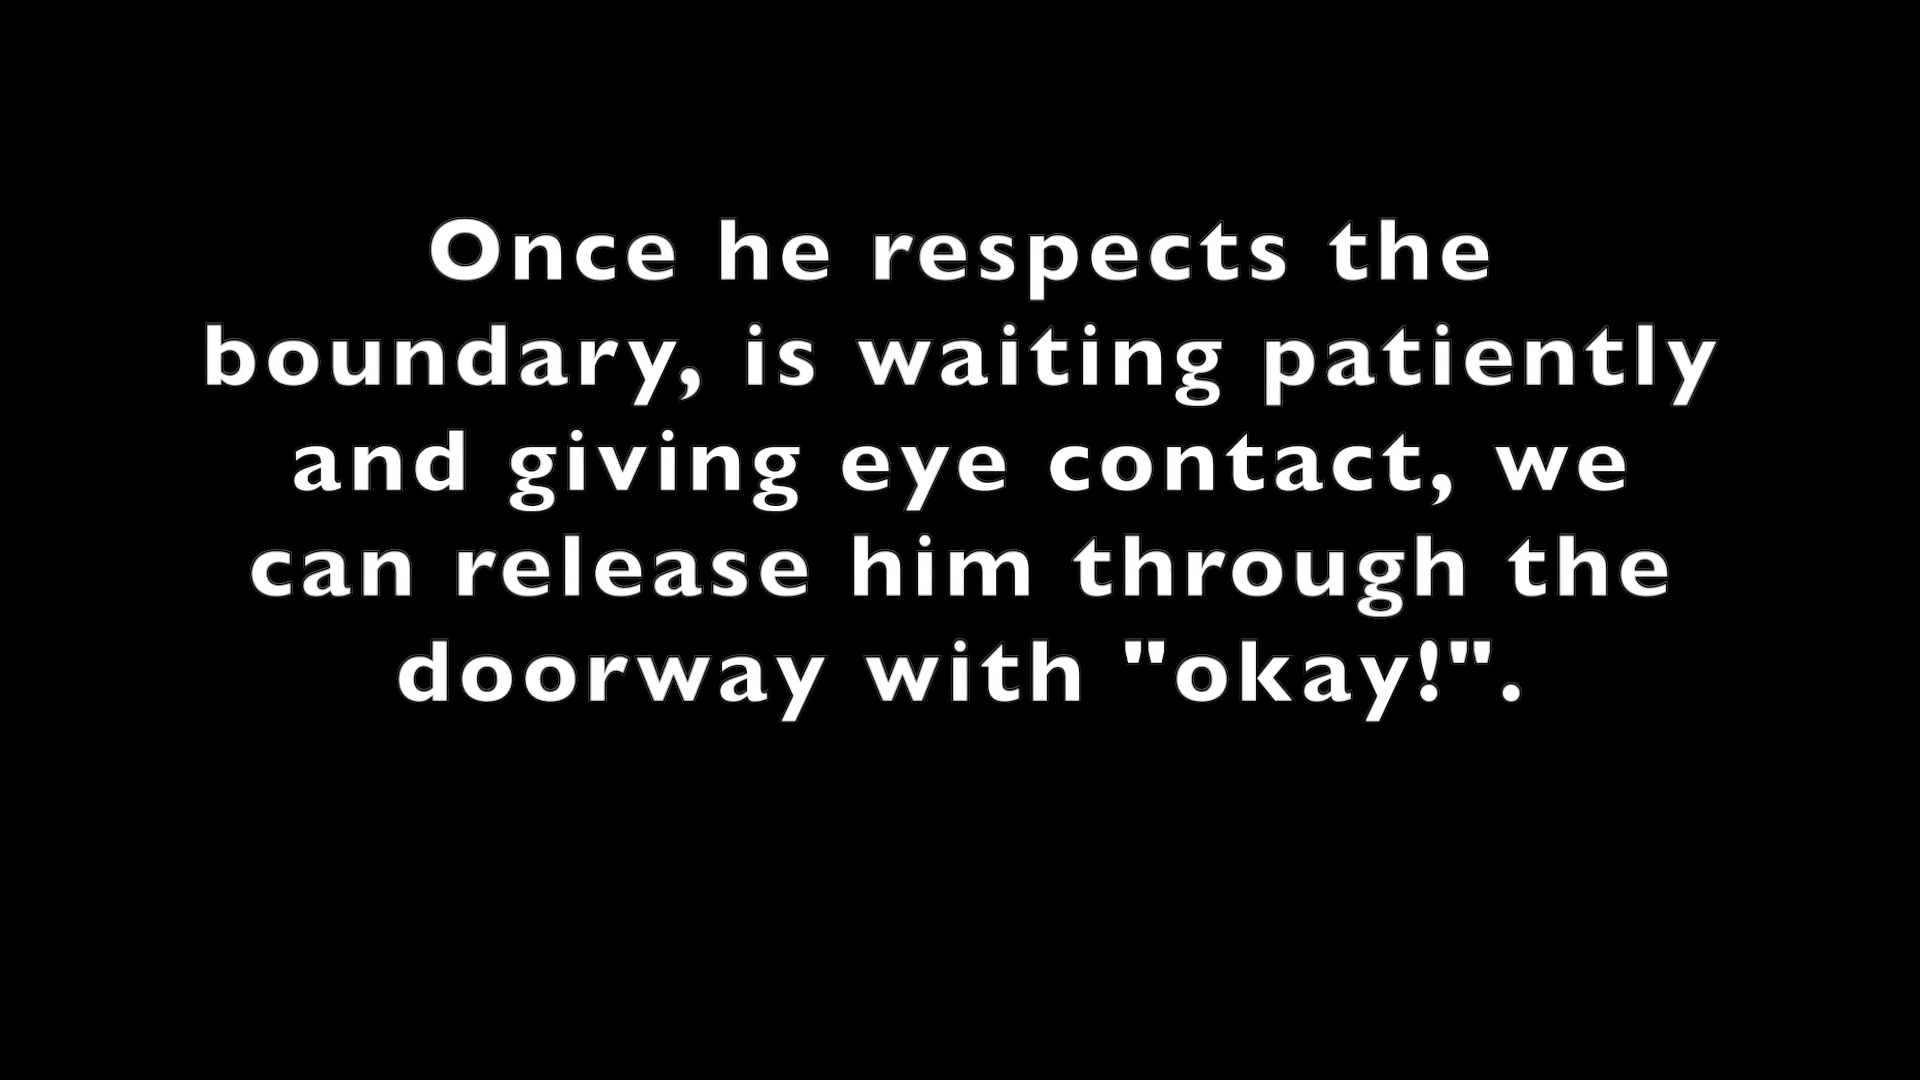 Once he respects the
boundary, is waiting patiently
and giving eye contact, we
can release him through the
doorway with "okay!".